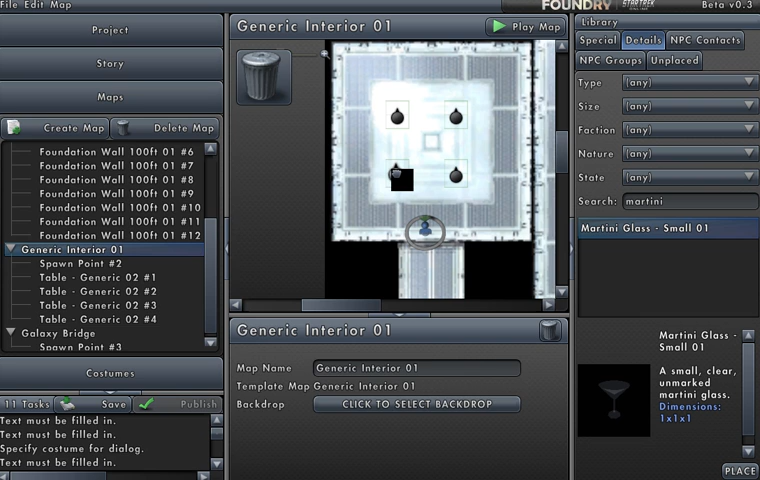 File Edit Map
FOUNDRY
STAR TREK
Beta v0.3
Project
Story
Maps
Create Map
Delete Map
Foundation Wall 100ft 01 #6
Foundation Wall 100ft 01 #7
Foundation Wall 100ft 01 #8
Foundation Wall 100ft 01 #9
Foundation Wall 100ft 01 #10
Foundation Wall 100ft 01 #11
Foundation Wall 100ft 01 #12
Generic Interior 01
Spawn Point #2
Table - Generic 02 #1
Table - Generic 02 #2
Table - Generic 02 #3
Table - Generic 02 #4
Galaxy Bridge
Spawn Point #3
Costumes
11 Tasks
Save
Publish
Text must be filled in.
Text must be filled in.
Specify costume for dialog.
Text must be filled in.
Generic Interior 01
Play Map
Generic Interior 01
Map Name
Generic Interior 01
Template Map Generic Interior 01
Backdrop
CLICK TO SELECT BACKDROP
Library
Special
Details
NPC Contacts
NPC Groups
Unplaced
Type
(any)
Size
(any)
Faction
(any)
Nature
(any)
State
(any)
Search:
martini
Martini Glass - Small 01
Martini Glass -
Small 01
A small, clear,
unmarked
martini glass.
Dimensions:
1x1x1
PLACE